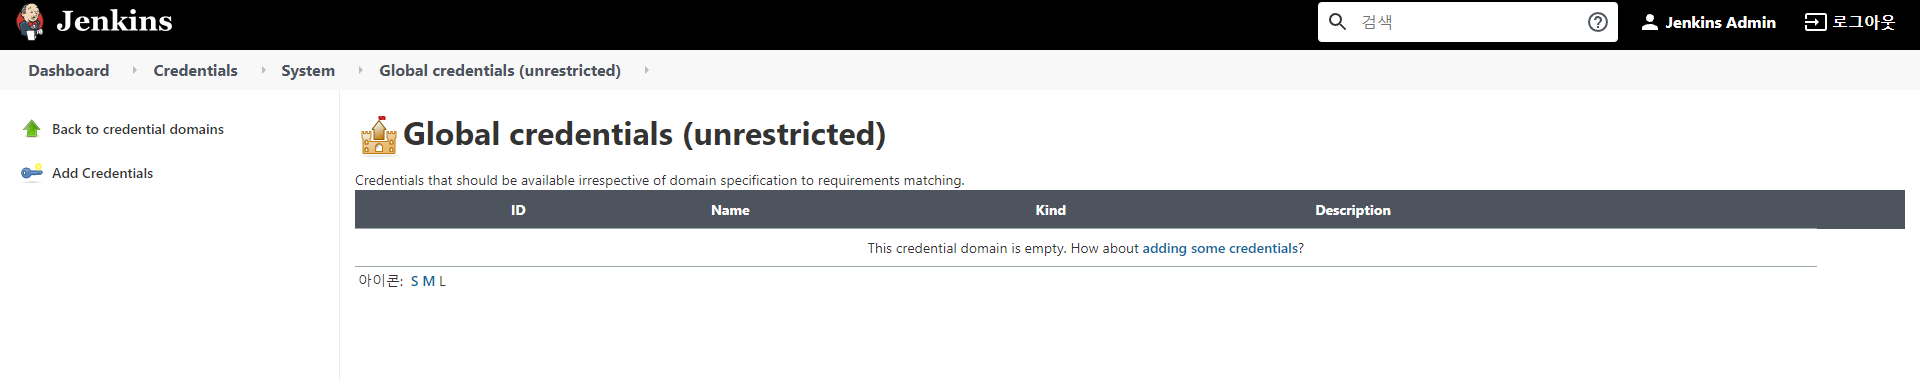 Jenkins
검색
Jenkins Admin
로그아웃
Dashboard Credentials System Global credentials (unrestricted)
Back to credential domains
Add Credentials
Global credentials (unrestricted)
Credentials that should be available irrespective of domain specification to requirements matching.
ID Name Kind Description
This credential domain is empty. How about adding some credentials?
아이콘: S M L